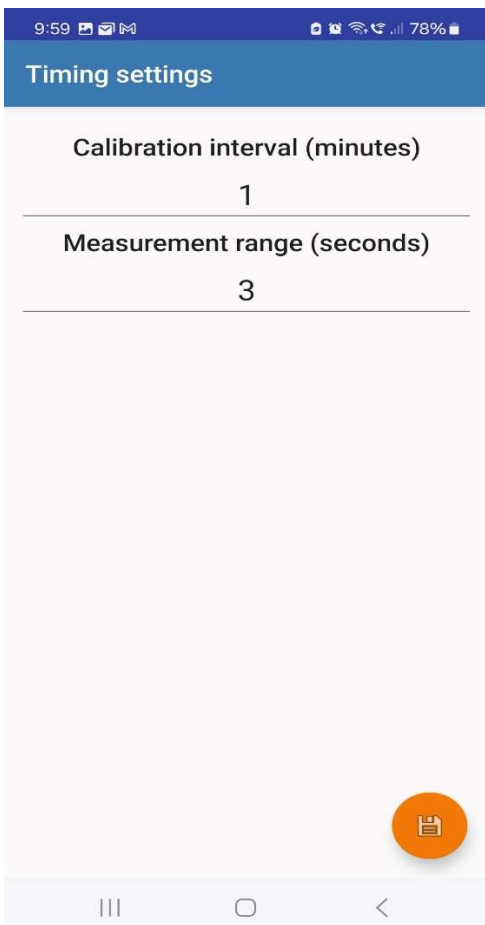 9:59 78%
Timing settings
Calibration interval (minutes)
1
Measurement range (seconds)
3